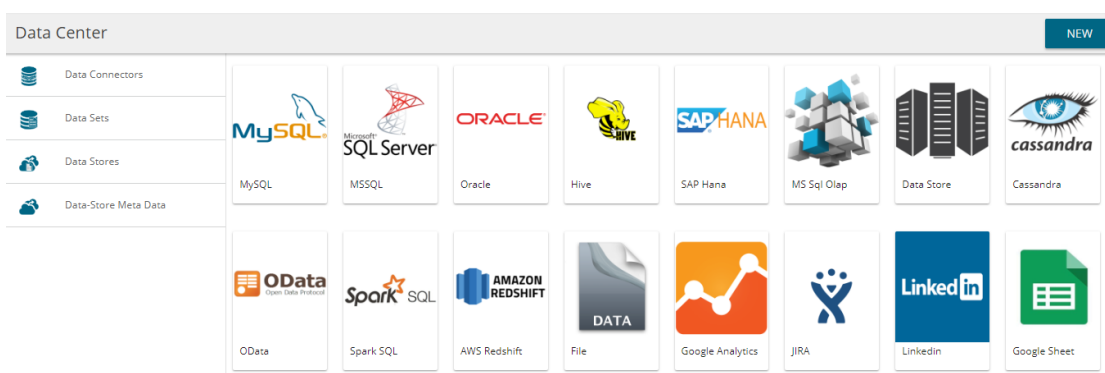 Data Center
NEW
Data Connectors
Data Sets
Data Stores
Data-Store Meta Data
MySQL
Microsoft
SQL Server
ORACLE
HIVE
SAP HANA
cassandra
MySQL
MSSQL
Oracle
Hive
SAP Hana
MS Sql Olap
Data Store
Cassandra
OData
Open Data Protocol
Spark SQL
AMAZON
REDSHIFT
DATA
Linked in
OData
Spark SQL
AWS Redshift
File
Google Analytics
JIRA
Linkedin
Google Sheet